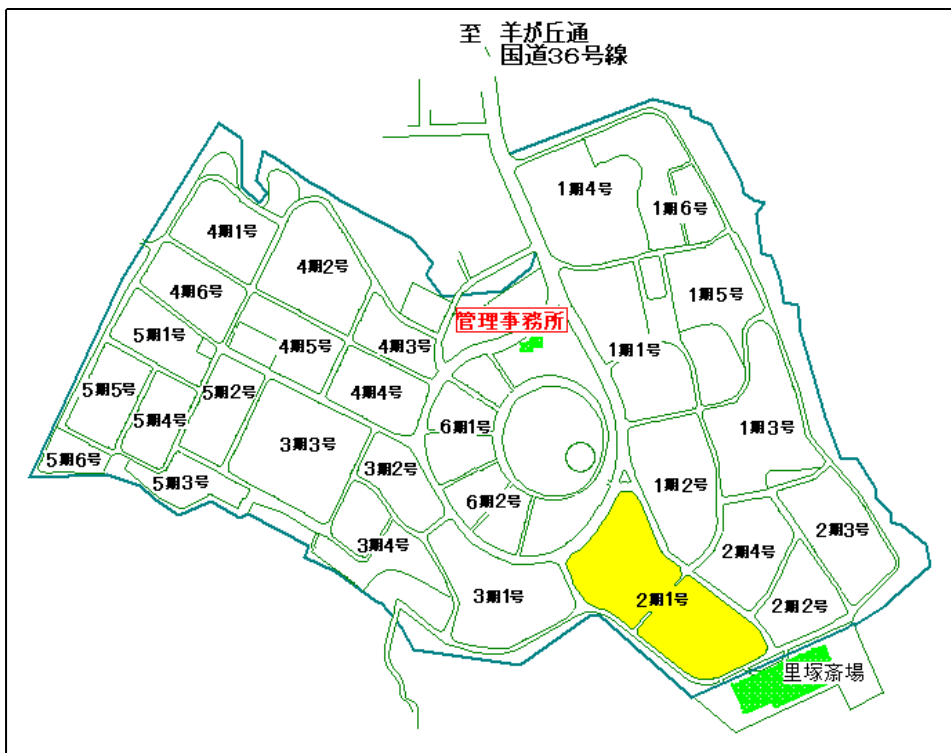 至 羊が丘通
国道36号線
1期4号
1期6号
4期1号
4期2号
4期6号
1期5号
管理事務所
5期1号
4期5号
4期3号
1期1号
5期5号
5期2号
4期4号
5期4号
6期1号
1期3号
3期3号
5期6号
5期3号
3期2号
1期2号
6期2号
2期3号
3期4号
2期4号
3期1号
2期1号
2期2号
里塚斎場